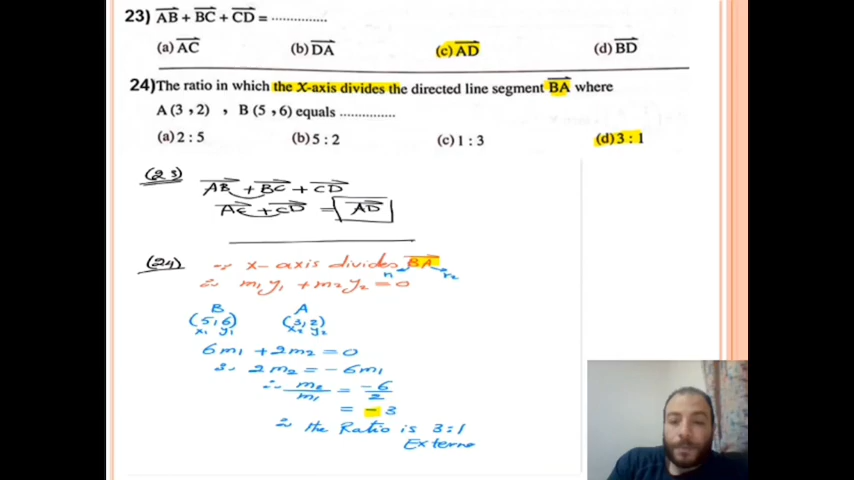 23) AB + BC + CD = ..............
(a) AC (b) DA (c) AD (d) BD
24)The ratio in which the X-axis divides the directed line segment BA where
A (3 , 2) , B (5 , 6) equals ..............
(a) 2 : 5 (b) 5 : 2 (c) 1 : 3 (d) 3 : 1
(23) AB + BC + CD
AC + CD = AD
(24) ∵ x-axis divides BA
∴ m1 y1 + m2 y2 = 0
B A
(5,6) (3,2)
x1 y1 x2 y2
6m1 + 2m2 = 0
∴ 2m2 = -6m1
∴ m2/m1 = -6/2
= -3
∴ the Ratio is 3:1
Externa